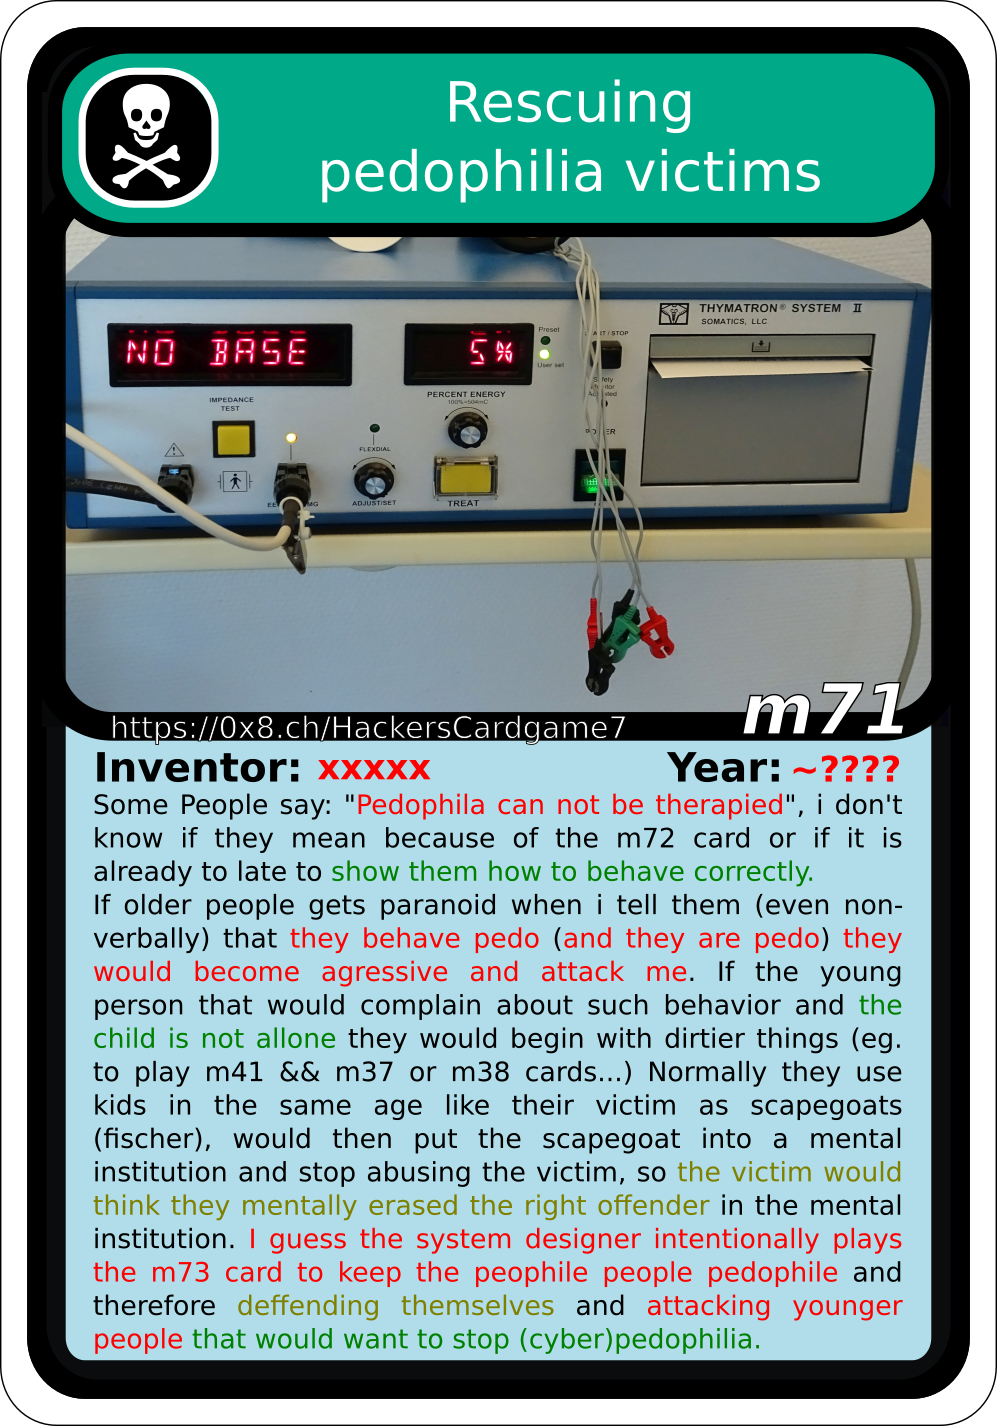 Rescuing
pedophilia victims
THYMATRON® SYSTEM II
SOMATICS, LLC
NO BASE
5%
Preset
User set
START / STOP
IMPEDANCE
TEST
PERCENT ENERGY
100%=504mC
FLEXDIAL
ADJUST/SET
TREAT
m71
https://0x8.ch/HackersCardgame7
Inventor: xxxxx Year: ~????
Some People say: "Pedophila can not be therapied", i don't
know if they mean because of the m72 card or if it is
already to late to show them how to behave correctly.
If older people gets paranoid when i tell them (even non-
verbally) that they behave pedo (and they are pedo) they
would become agressive and attack me. If the young
person that would complain about such behavior and the
child is not allone they would begin with dirtier things (eg.
to play m41 && m37 or m38 cards...) Normally they use
kids in the same age like their victim as scapegoats
(fischer), would then put the scapegoat into a mental
institution and stop abusing the victim, so the victim would
think they mentally erased the right offender in the mental
institution. I guess the system designer intentionally plays
the m73 card to keep the peophile people pedophile and
therefore deffending themselves and attacking younger
people that would want to stop (cyber)pedophilia.